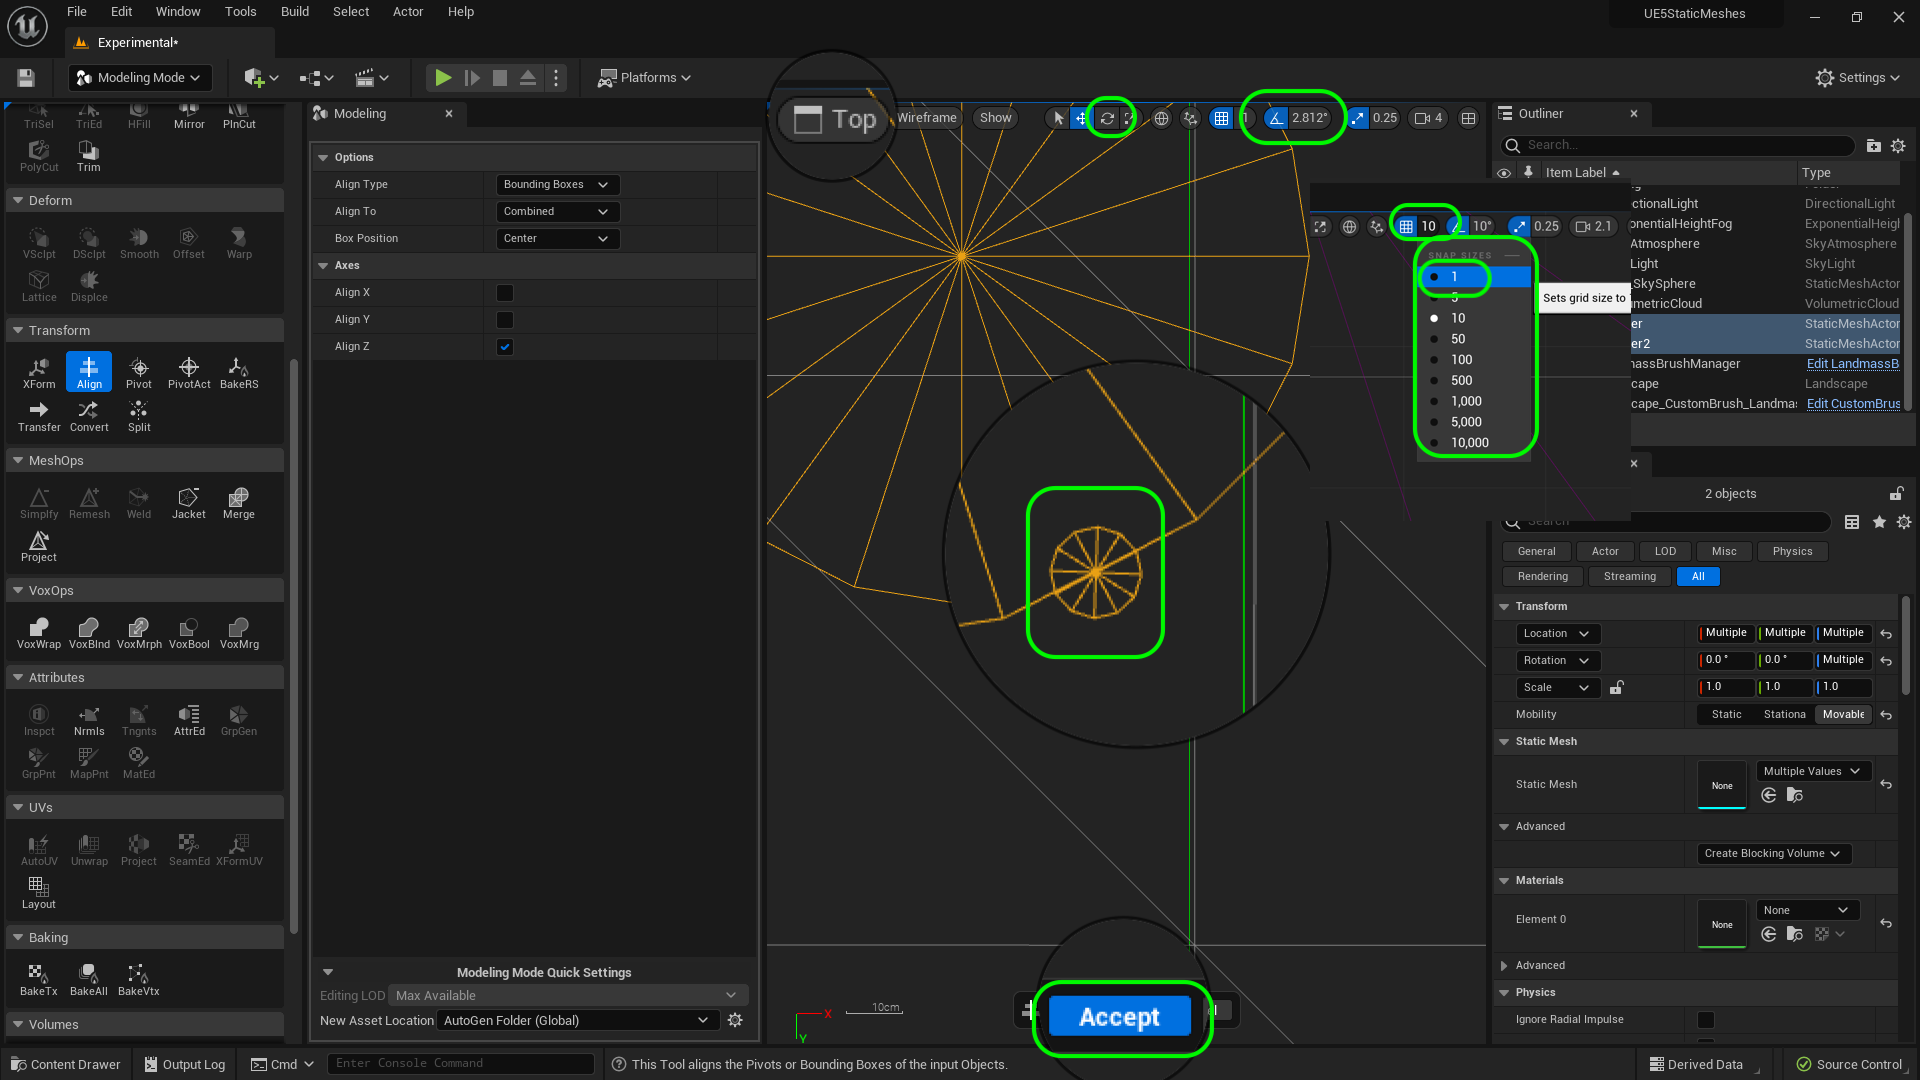 File Edit Window Tools Build Select Actor Help
UE5StaticMeshes
Experimental*
Modeling Mode
Platforms
Settings
TriSel TriEd HFill Mirror PlnCut
PolyCut Trim
Deform
VSclpt DSclpt Smooth Offset Warp
Lattice Displce
Transform
XForm Align Pivot PivotAct BakeRS
Transfer Convert Split
MeshOps
Simplfy Remesh Weld Jacket Merge
Project
VoxOps
VoxWrap VoxBlnd VoxMrph VoxBool VoxMrg
Attributes
Inspct Nrmls Tngnts AttrEd GrpGen
GrpPnt MapPnt MatEd
UVs
AutoUV Unwrap Project SeamEd XFormUV
Layout
Baking
BakeTx BakeAll BakeVtx
Volumes
Modeling
Options
Align Type Bounding Boxes
Align To Combined
Box Position Center
Axes
Align X
Align Y
Align Z
Modeling Mode Quick Settings
Editing LOD Max Available
New Asset Location AutoGen Folder (Global)
Top
Wireframe Show 1 2.812° 0.25 4
10 10° 0.25 2.1
SNAP SIZES
1
5
10
50
100
500
1,000
5,000
10,000
Sets grid size to
10cm
X
Y
Accept
Outliner
Search...
Item Label Type
ectionalLight DirectionalLight
onentialHeightFog ExponentialHeigh
Atmosphere SkyAtmosphere
Light SkyLight
_SkySphere StaticMeshActor
umetricCloud VolumetricCloud
er StaticMeshActor
er2 StaticMeshActor
massBrushManager Edit LandmassB
cape Landscape
cape_CustomBrush_Landmas Edit CustomBrus
2 objects
Search
General Actor LOD Misc Physics
Rendering Streaming All
Transform
Location Multiple Multiple Multiple
Rotation 0.0 ° 0.0 ° Multiple
Scale 1.0 1.0 1.0
Mobility Static Stationa Movable
Static Mesh
Static Mesh None Multiple Values
Advanced
Create Blocking Volume
Materials
Element 0 None None
Advanced
Physics
Ignore Radial Impulse
Content Drawer Output Log Cmd Enter Console Command This Tool aligns the Pivots or Bounding Boxes of the input Objects. Derived Data Source Control